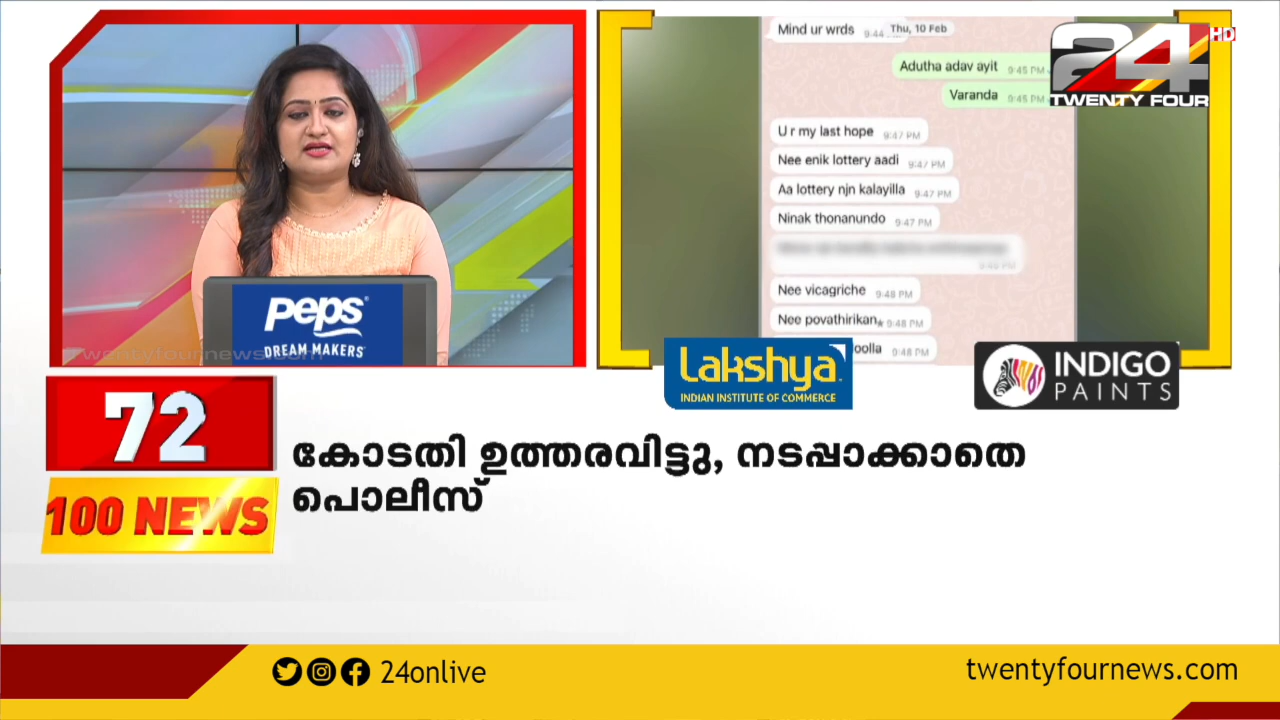 Mind ur wrds 9:44
Thu, 10 Feb
Adutha adav ayit 9:45 PM
Varanda 9:45 PM
U r my last hope 9:47 PM
Nee enik lottery aadi 9:47 PM
Aa lottery njn kalayilla 9:47 PM
Ninak thonanundo 9:47 PM
Nee vicagriche 9:48 PM
Nee povathirikan 9:48 PM
oolla 9:48 PM
24 HD
TWENTY FOUR
Peps®
DREAM MAKERS
twentyfournews.com
Lakshya
INDIAN INSTITUTE OF COMMERCE
INDIGO
PAINTS
72
100 NEWS
കോടതി ഉത്തരവിട്ടു, നടപ്പാക്കാതെ
പൊലീസ്
24onlive
twentyfournews.com